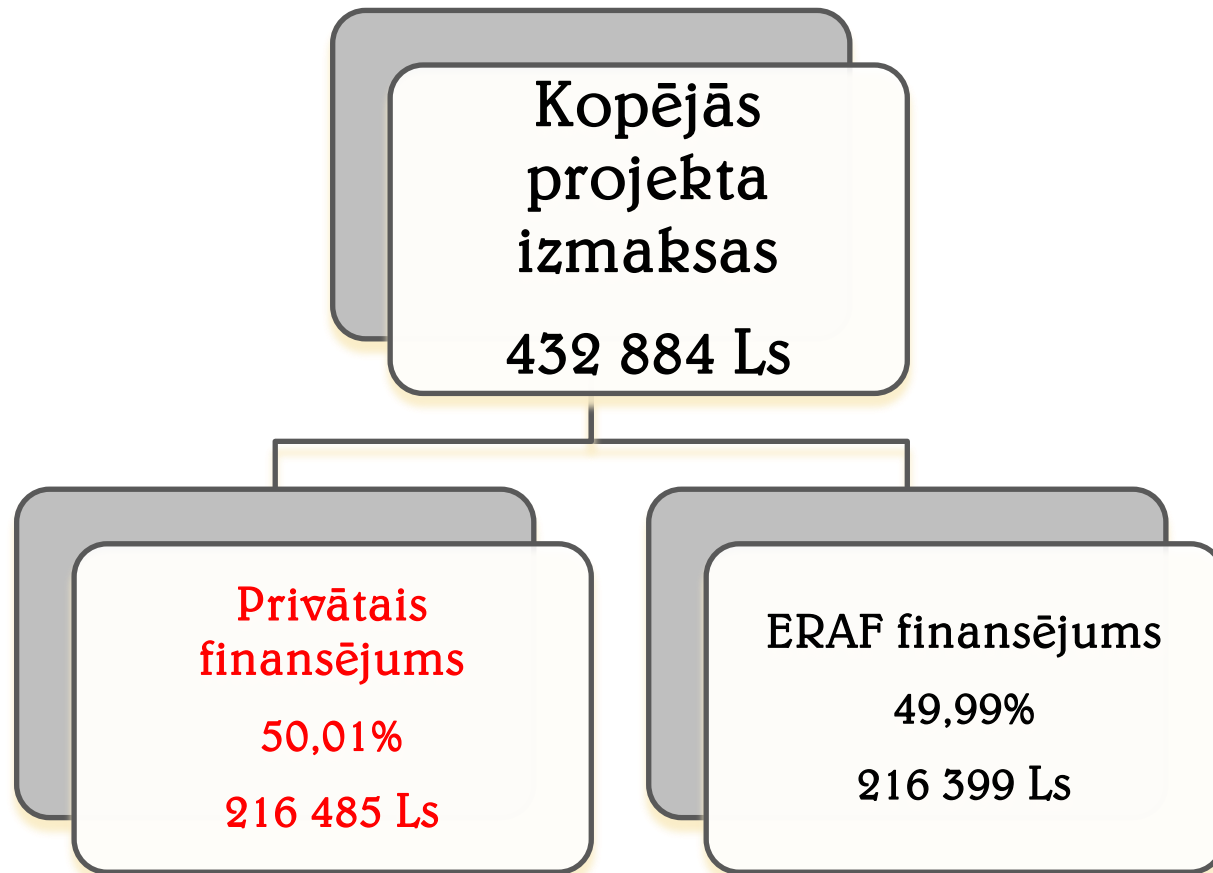 Kopējās
projekta
izmaksas
432 884 Ls
Privātais
finansējums
50,01%
216 485 Ls
ERAF finansējums
49,99%
216 399 Ls